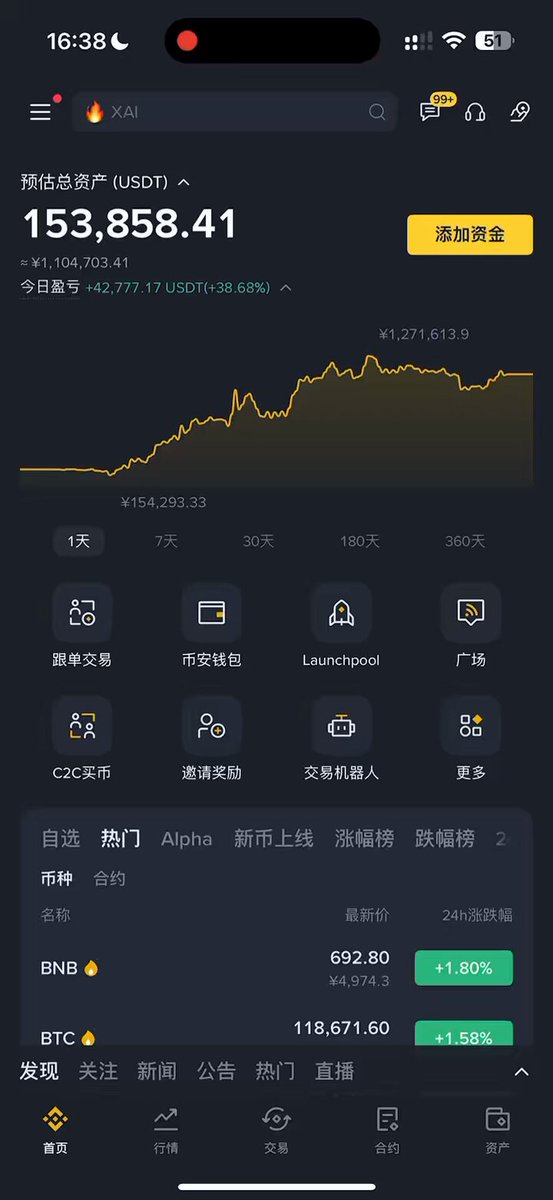 16:38
51
XAI
99+
预估总资产 (USDT)
153,858.41
添加资金
≈ ¥1,104,703.41
今日盈亏 +42,777.17 USDT(+38.68%)
¥1,271,613.9
¥154,293.33
1天 7天 30天 180天 360天
跟单交易 币安钱包 Launchpool 广场
C2C买币 邀请奖励 交易机器人 更多
自选 热门 Alpha 新币上线 涨幅榜 跌幅榜 2
币种 合约
名称 最新价 24h涨跌幅
BNB 692.80 +1.80%
¥4,974.3
BTC 118,671.60 +1.58%
发现 关注 新闻 公告 热门 直播
首页 行情 交易 合约 资产